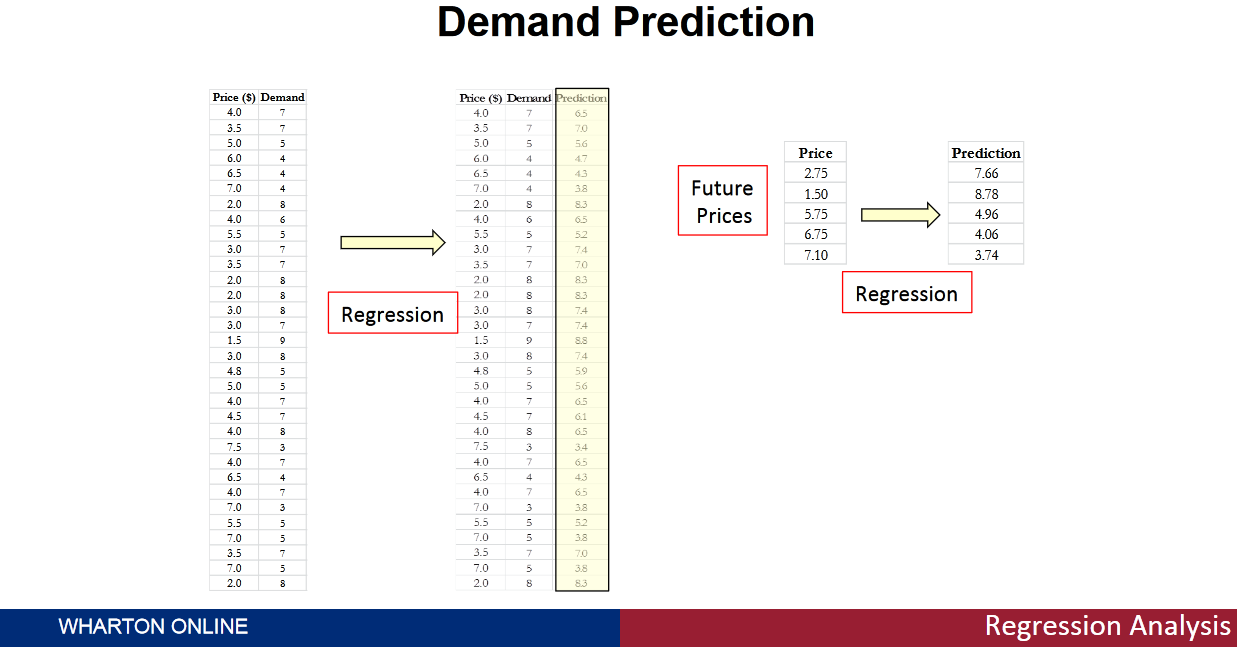 Demand Prediction
Price ($) Demand
4.0 7
3.5 7
5.0 5
6.0 4
6.5 4
7.0 4
2.0 8
4.0 6
5.5 5
3.0 7
3.5 7
2.0 8
2.0 8
3.0 8
3.0 7
1.5 9
3.0 8
4.8 5
5.0 5
4.0 7
4.5 7
4.0 8
7.5 3
4.0 7
6.5 4
4.0 7
7.0 3
5.5 5
7.0 5
3.5 7
7.0 5
2.0 8
Regression
Price ($) Demand Prediction
4.0 7 6.5
3.5 7 7.0
5.0 5 5.6
6.0 4 4.7
6.5 4 4.3
7.0 4 3.8
2.0 8 8.3
4.0 6 6.5
5.5 5 5.2
3.0 7 7.4
3.5 7 7.0
2.0 8 8.3
2.0 8 8.3
3.0 8 7.4
3.0 7 7.4
1.5 9 8.8
3.0 8 7.4
4.8 5 5.9
5.0 5 5.6
4.0 7 6.5
4.5 7 6.1
4.0 8 6.5
7.5 3 3.4
4.0 7 6.5
6.5 4 4.3
4.0 7 6.5
7.0 3 3.8
5.5 5 5.2
7.0 5 3.8
3.5 7 7.0
7.0 5 3.8
2.0 8 8.3
Future
Prices
Price
2.75
1.50
5.75
6.75
7.10
Prediction
7.66
8.78
4.96
4.06
3.74
Regression
WHARTON ONLINE
Regression Analysis